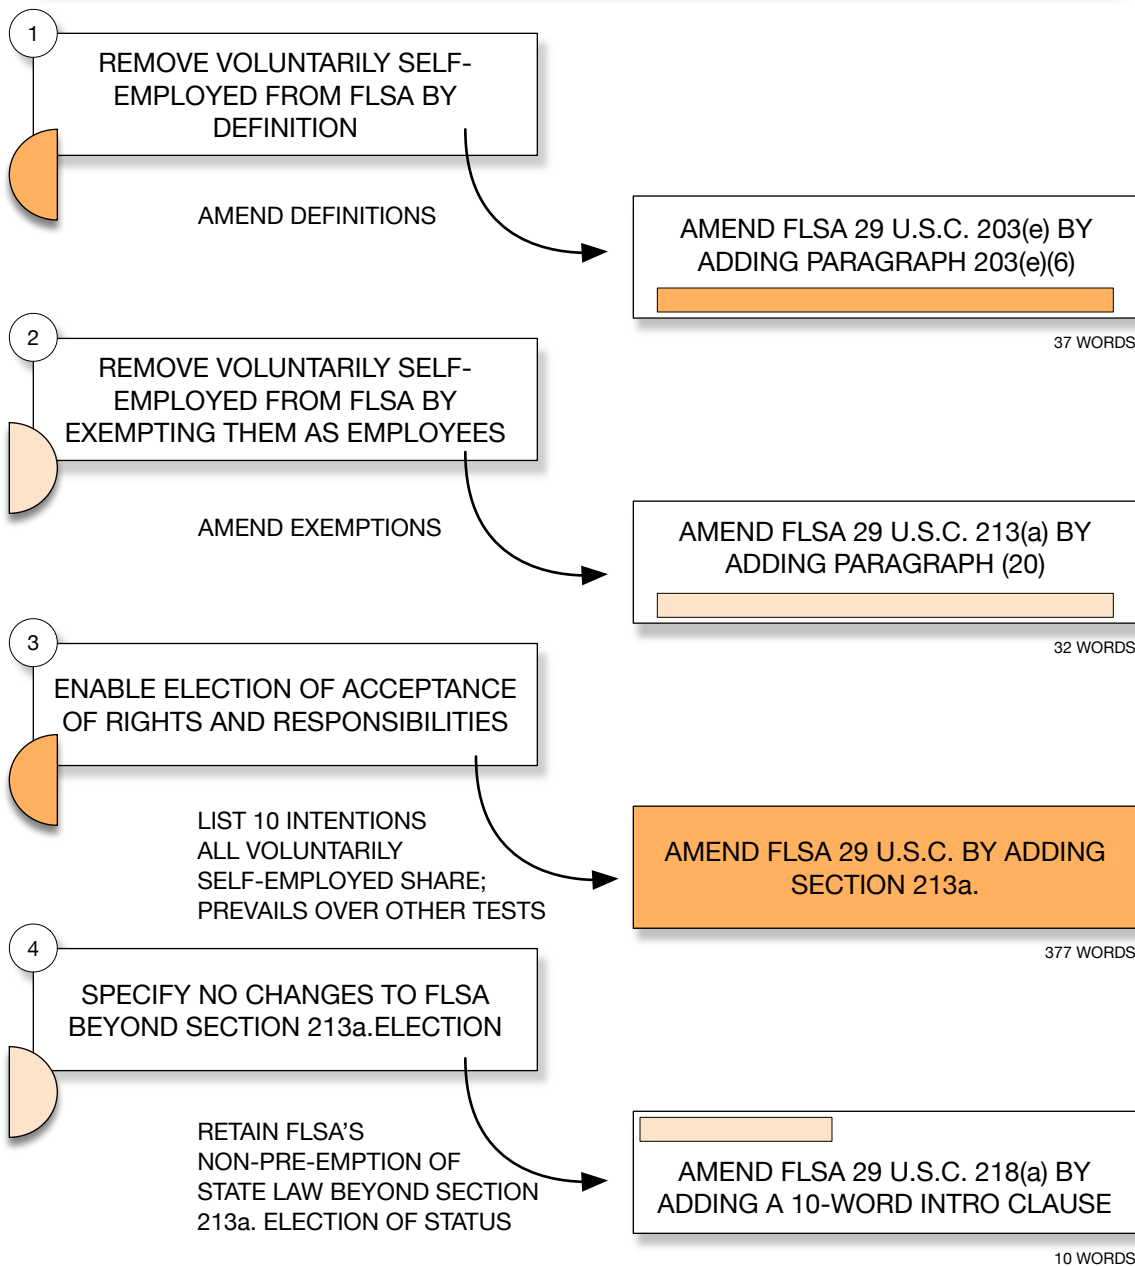 1
REMOVE VOLUNTARILY SELF-
EMPLOYED FROM FLSA BY
DEFINITION
AMEND DEFINITIONS
AMEND FLSA 29 U.S.C. 203(e) BY
ADDING PARAGRAPH 203(e)(6)
37 WORDS
2
REMOVE VOLUNTARILY SELF-
EMPLOYED FROM FLSA BY
EXEMPTING THEM AS EMPLOYEES
AMEND EXEMPTIONS
AMEND FLSA 29 U.S.C. 213(a) BY
ADDING PARAGRAPH (20)
32 WORDS
3
ENABLE ELECTION OF ACCEPTANCE
OF RIGHTS AND RESPONSIBILITIES
LIST 10 INTENTIONS
ALL VOLUNTARILY
SELF-EMPLOYED SHARE;
PREVAILS OVER OTHER TESTS
AMEND FLSA 29 U.S.C. BY ADDING
SECTION 213a.
377 WORDS
4
SPECIFY NO CHANGES TO FLSA
BEYOND SECTION 213a.ELECTION
RETAIN FLSA'S
NON-PRE-EMPTION OF
STATE LAW BEYOND SECTION
213a. ELECTION OF STATUS
AMEND FLSA 29 U.S.C. 218(a) BY
ADDING A 10-WORD INTRO CLAUSE
10 WORDS